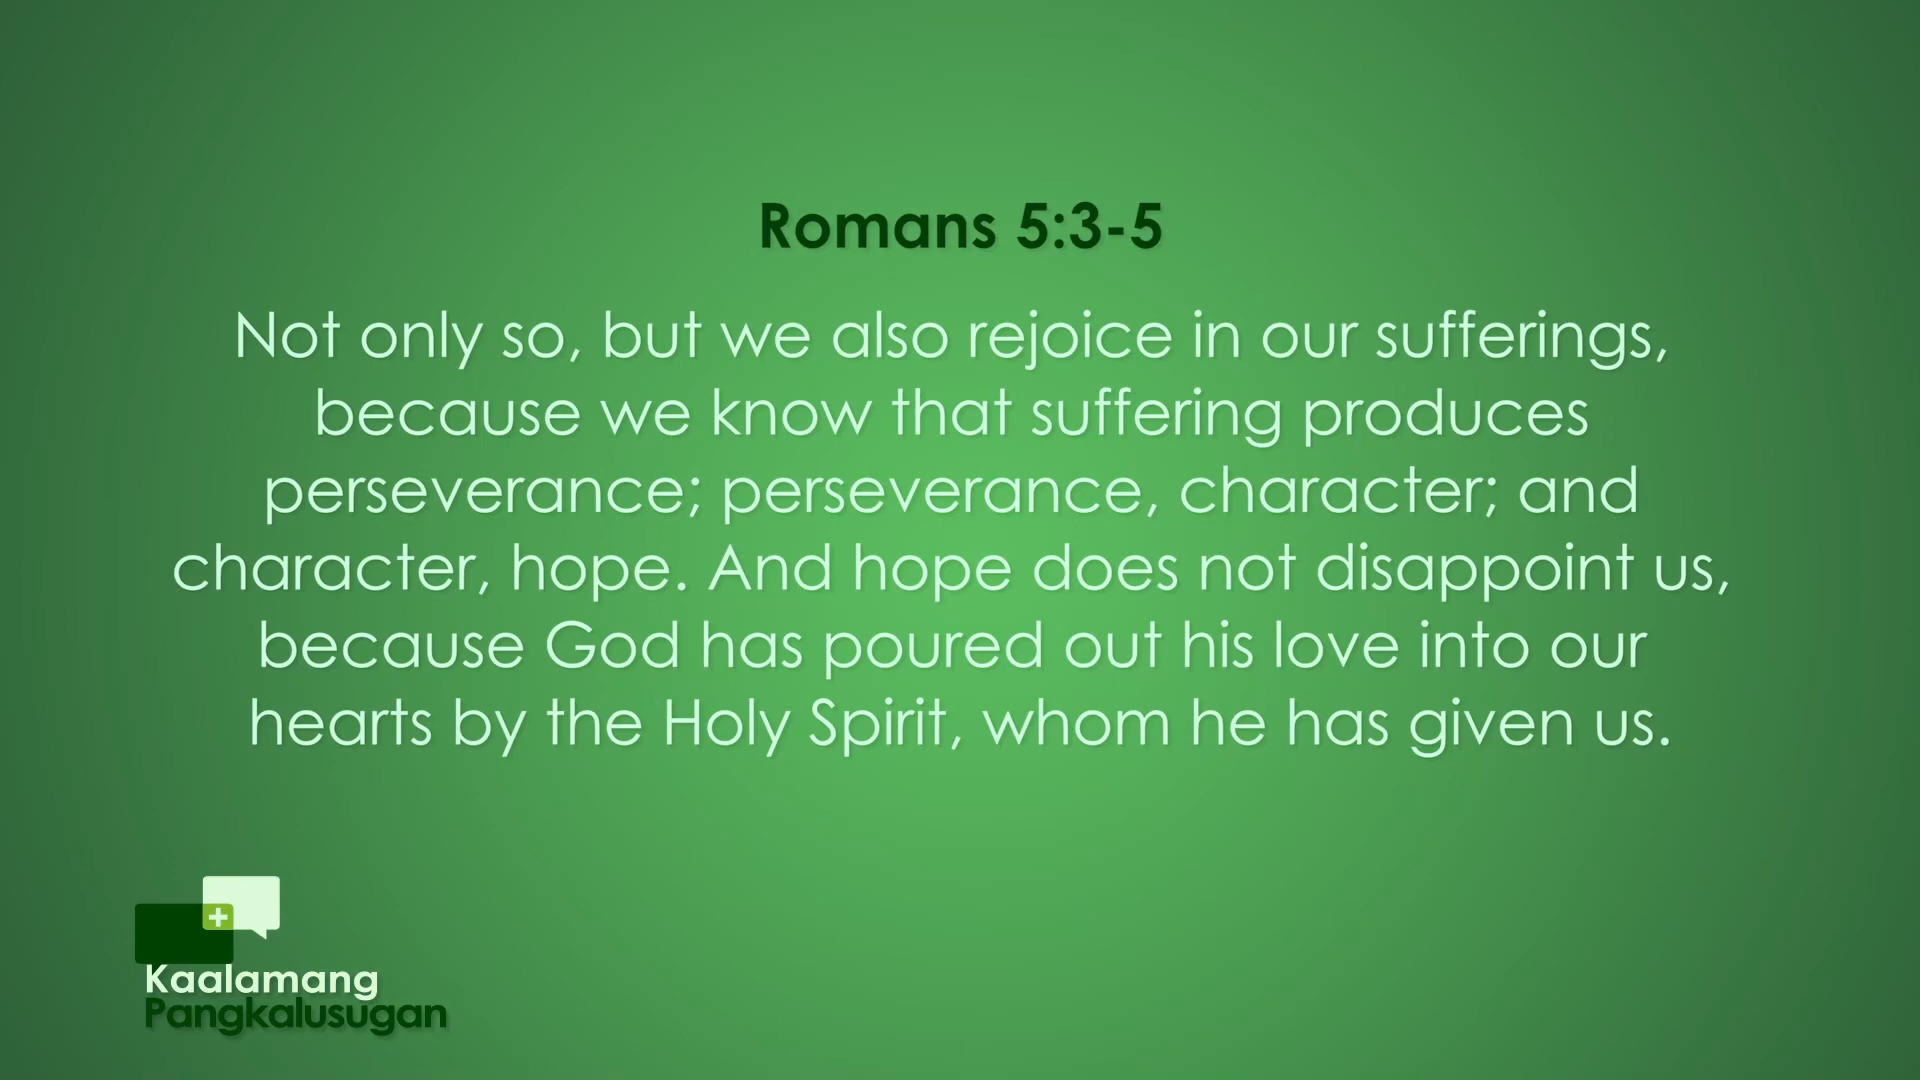 Romans 5:3-5
Not only so, but we also rejoice in our sufferings,
because we know that suffering produces
perseverance; perseverance, character; and
character, hope. And hope does not disappoint us,
because God has poured out his love into our
hearts by the Holy Spirit, whom he has given us.
Kaalamang
Pangkalusugan